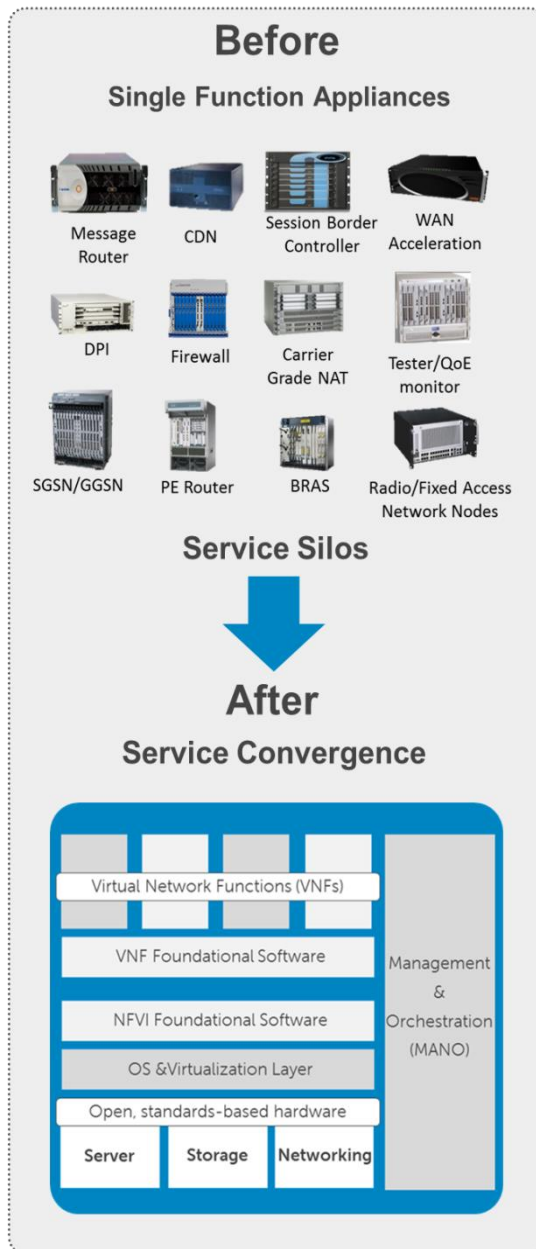 Before
Single Function Appliances
Message
Router
CDN
Session Border
Controller
WAN
Acceleration
DPI
Firewall
Carrier
Grade NAT
Tester/QoE
monitor
SGSN/GGSN
PE Router
BRAS
Radio/Fixed Access
Network Nodes
Service Silos
After
Service Convergence
Virtual Network Functions (VNFs)
VNF Foundational Software
NFVI Foundational Software
OS &Virtualization Layer
Open, standards-based hardware
Server
Storage
Networking
Management
&
Orchestration
(MANO)